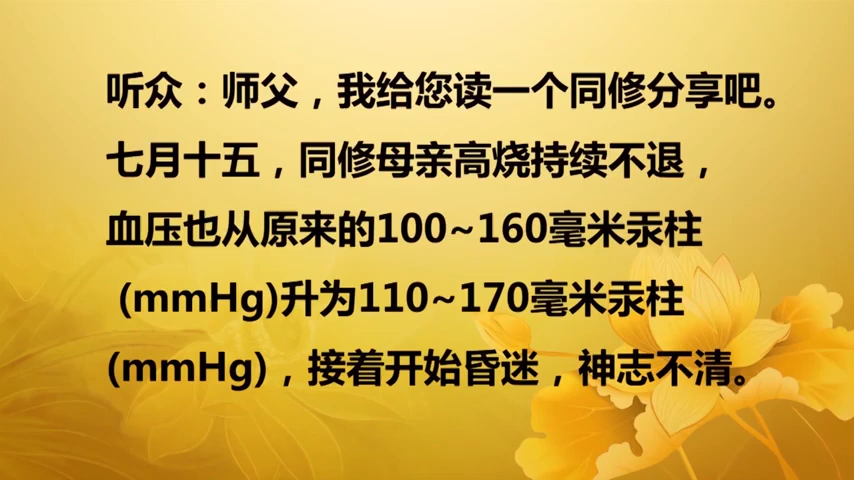 听众：师父，我给您读一个同修分享吧。
七月十五，同修母亲高烧持续不退，
血压也从原来的100~160毫米汞柱
(mmHg)升为110~170毫米汞柱
(mmHg)，接着开始昏迷，神志不清。